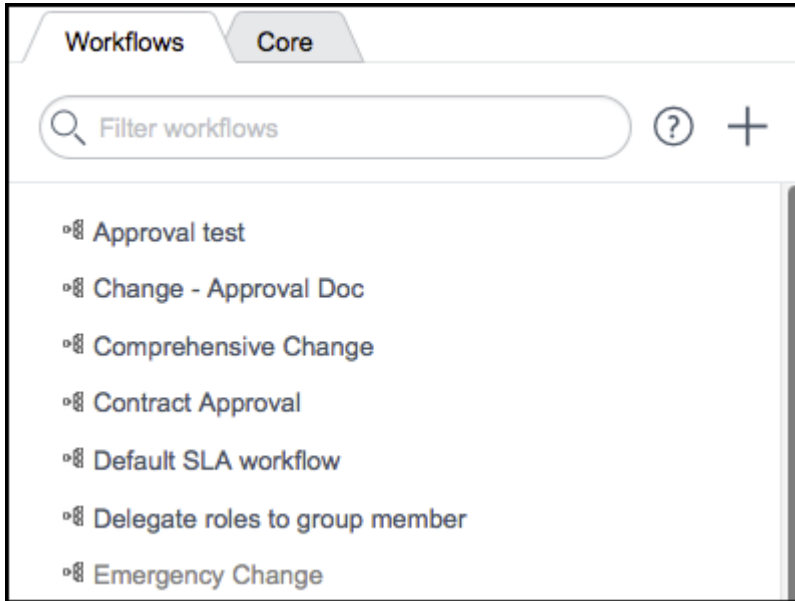 Workflows
Core
Filter workflows
?
Approval test
Change - Approval Doc
Comprehensive Change
Contract Approval
Default SLA workflow
Delegate roles to group member
Emergency Change